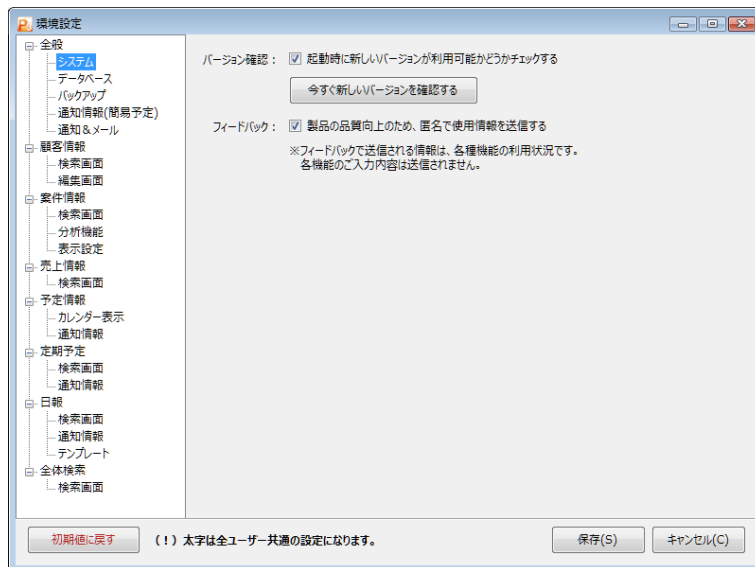 環境設定
全般
システム
データベース
バックアップ
通知情報(簡易予定)
通知＆メール
顧客情報
検索画面
編集画面
案件情報
検索画面
分析機能
表示設定
売上情報
検索画面
予定情報
カレンダー表示
通知情報
定期予定
検索画面
通知情報
日報
検索画面
通知情報
テンプレート
全体検索
検索画面
バージョン確認： 起動時に新しいバージョンが利用可能かどうかチェックする
今すぐ新しいバージョンを確認する
フィードバック： 製品の品質向上のため、匿名で使用情報を送信する
※フィードバックで送信される情報は、各種機能の利用状況です。
各機能のご入力内容は送信されません。
初期値に戻す (！) 太字は全ユーザー共通の設定になります。 保存(S) キャンセル(C)